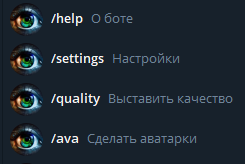 /help О боте
/settings Настройки
/quality Выставить качество
/ava Сделать аватарки